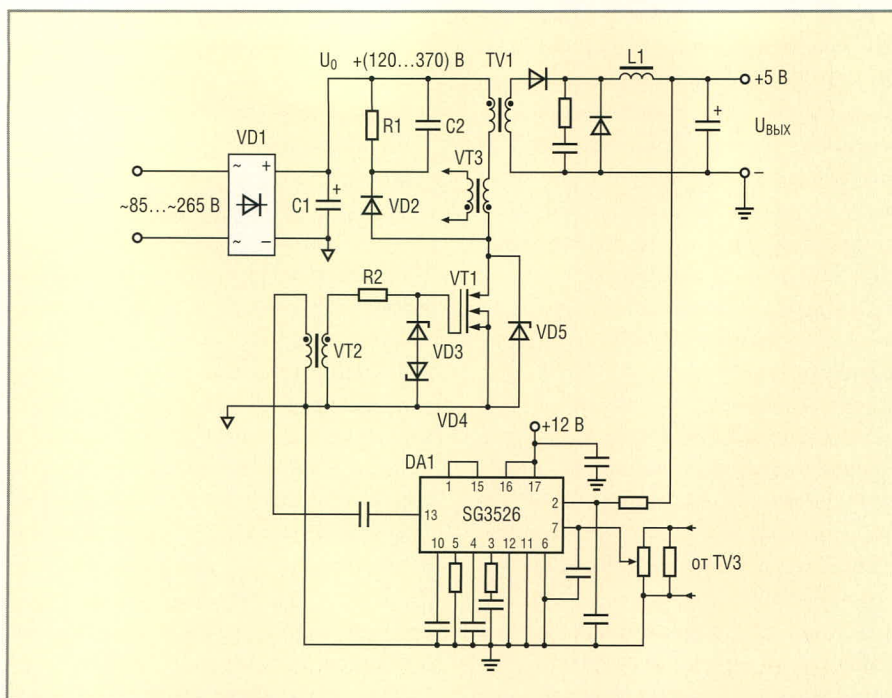 U₀ +(120...370) В TV1
L1
+5 В
R1
C2
Uвых
VD1
VT3
~
+
+
+
C1
VD2
–
~85...~265 В
~
–
R2
VT1
VT2
VD3
VD5
VD4
+12 В
DA1
1
15
16
17
2
13
SG3526
7
10
5
4
3
12
11
6
от TV3